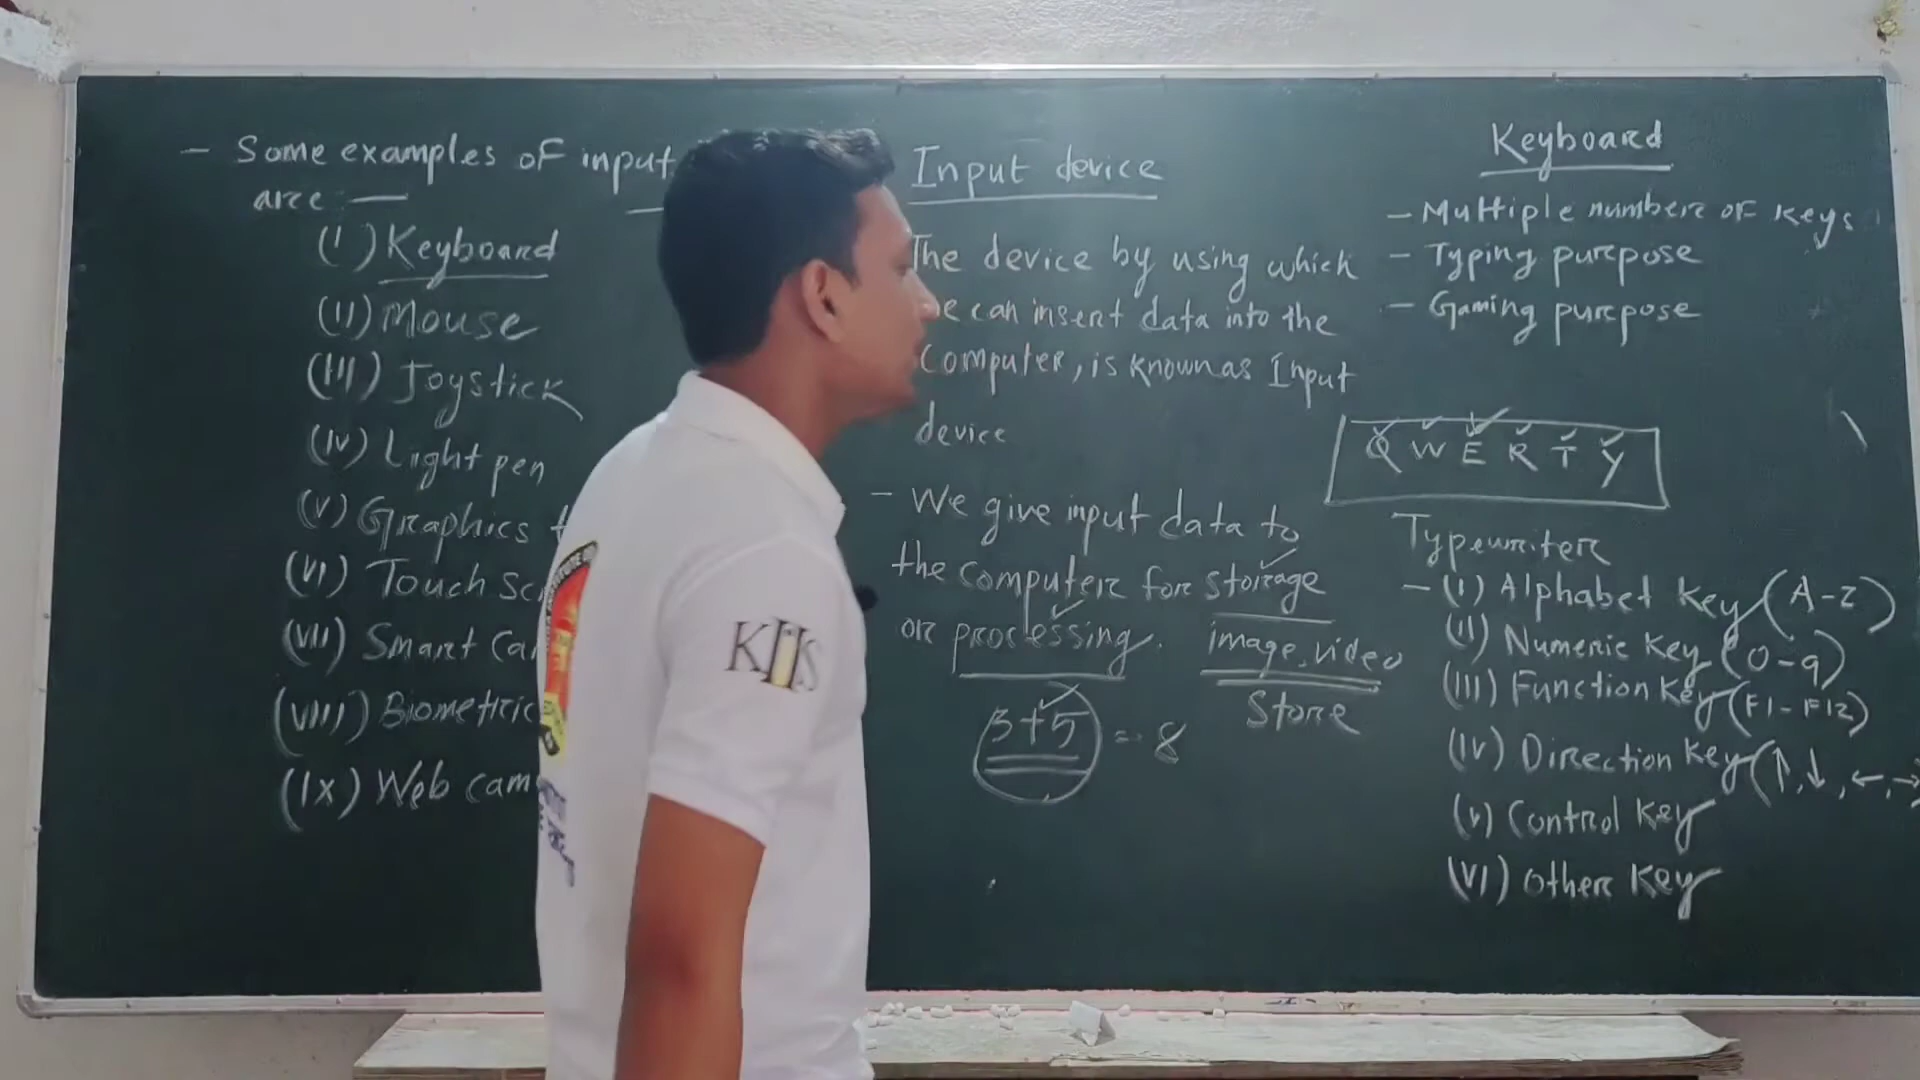 - Some examples of input
are :—
(I) Keyboard
(II) Mouse
(III) Joystick
(IV) Light pen
(V) Graphics
(VI) Touch
(VII) Smart
(VIII) Biometric
(IX) Web cam
Input device
The device by using which
can insert data into the
Computer, is known as Input
device
- We give input data to
the computer for storage
or processing.
image, video
Store
3+5 = 8
Keyboard
- Multiple number of keys
- Typing purpose
- Gaming purpose
Q W E R T Y
Typewriter
- (I) Alphabet Key (A-Z)
(II) Numeric Key (0-9)
(III) Function Key (F1-F12)
(IV) Direction Key (↑,↓,←,→
(V) Control Key
(VI) Other Key
KIIS